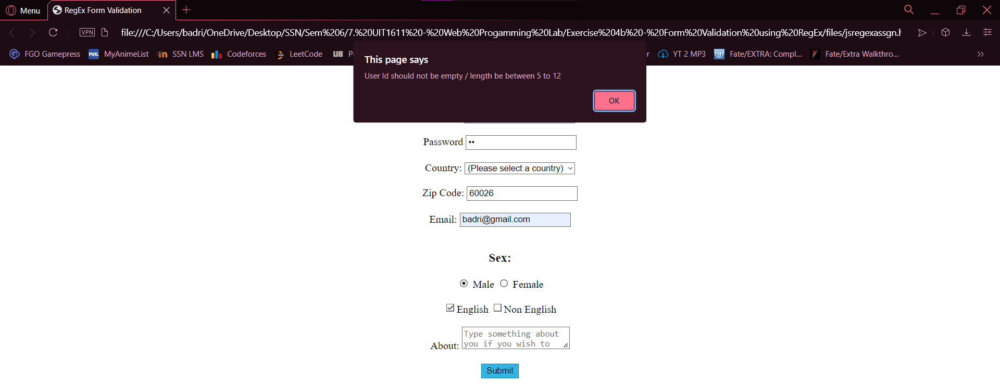 Menu
RegEx Form Validation
VPN
file:///C:/Users/badri/OneDrive/Desktop/SSN/Sem%206/7.%20UIT1611%20-%20Web%20Progamming%20Lab/Exercise%204b%20-%20Form%20Validation%20using%20RegEx/files/jsregexassgn.h
FGO Gamepress MAL MyAnimeList SSN LMS Codeforces LeetCode UB P r YT 2 MP3 Fate/EXTRA: Compl... Fate/Extra Walkthro...
This page says
User Id should not be empty / length be between 5 to 12
OK
Password ••
Country: (Please select a country)
Zip Code: 60026
Email: badri@gmail.com
Sex:
Male Female
English Non English
Type something about
About: you if you wish to
Submit